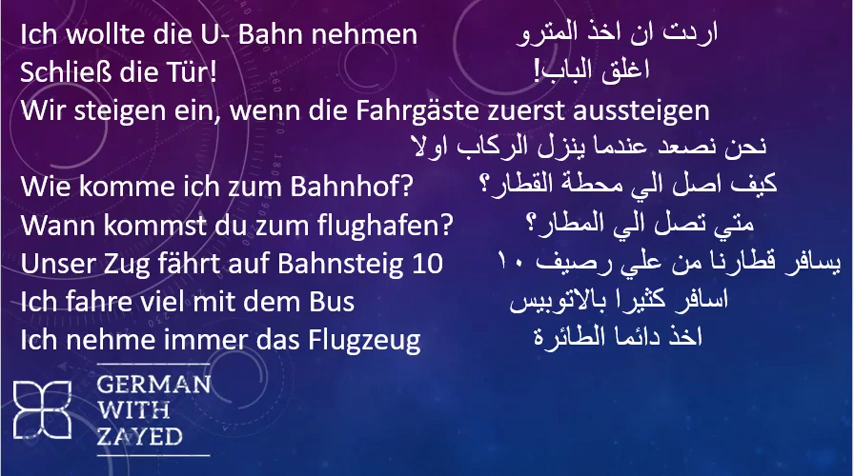 Ich wollte die U- Bahn nehmen اردت ان اخذ المترو
Schließ die Tür! اغلق الباب!
Wir steigen ein, wenn die Fahrgäste zuerst aussteigen
نحن نصعد عندما ينزل الركاب اولا
Wie komme ich zum Bahnhof? كيف اصل الي محطة القطار؟
Wann kommst du zum flughafen? متي تصل الي المطار؟
Unser Zug fährt auf Bahnsteig 10 يسافر قطارنا من علي رصيف ١٠
Ich fahre viel mit dem Bus اسافر كثيرا بالاتوبيس
Ich nehme immer das Flugzeug اخذ دائما الطائرة
GERMAN
WITH
ZAYED